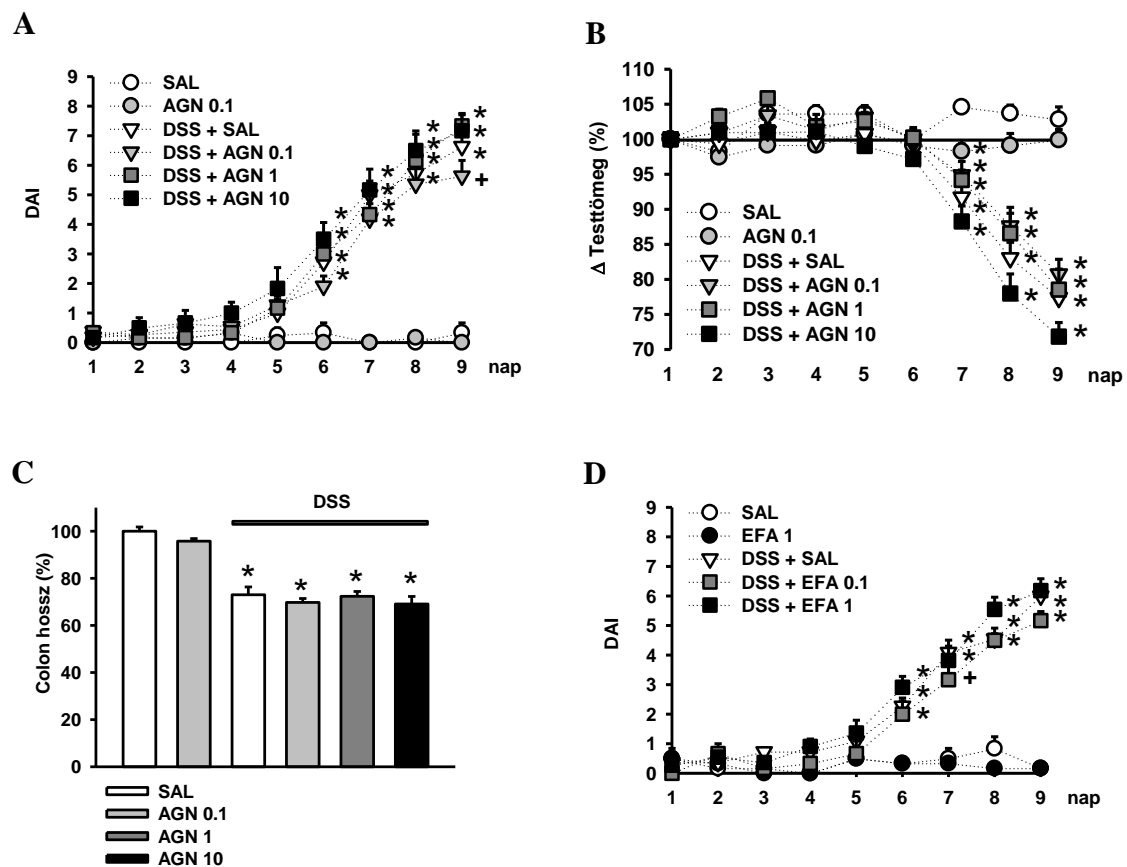 A
9
8
7
6
5
4
3
2
1
0
DAI
SAL
AGN 0.1
DSS + SAL
DSS + AGN 0.1
DSS + AGN 1
DSS + AGN 10
* * * * * * * * * * * * * * * +
1 2 3 4 5 6 7 8 9 nap
B
110
105
100
95
90
85
80
75
70
Δ Testtömeg (%)
SAL
AGN 0.1
DSS + SAL
DSS + AGN 0.1
DSS + AGN 1
DSS + AGN 10
* * * * * * * * * * * * *
1 2 3 4 5 6 7 8 9 nap
C
DSS
100
80
60
40
20
0
Colon hossz (%)
* * * *
SAL
AGN 0.1
AGN 1
AGN 10
D
9
8
7
6
5
4
3
2
1
0
DAI
SAL
EFA 1
DSS + SAL
DSS + EFA 0.1
DSS + EFA 1
* * * * * + * * * * * *
1 2 3 4 5 6 7 8 9 nap